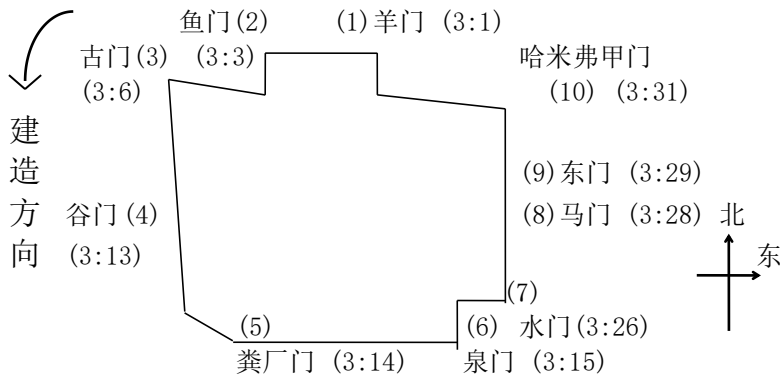 鱼门(2) (1)羊门 (3:1)
古门(3) (3:3) 哈米弗甲门
(3:6) (10) (3:31)
建造方向
(9)东门 (3:29)
谷门(4) (8)马门 (3:28) 北
(3:13) 东
(7)
(5) (6) 水门(3:26)
粪厂门 (3:14) 泉门 (3:15)